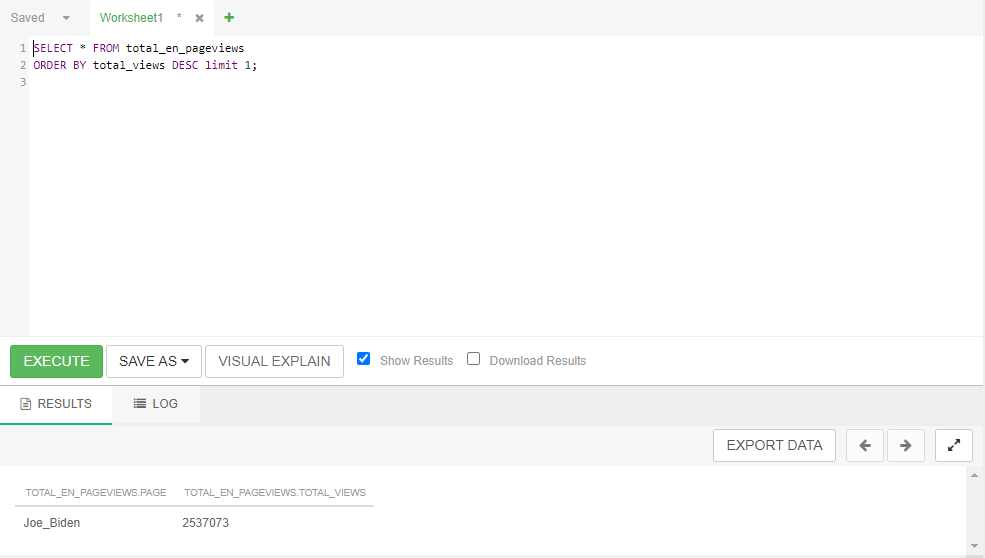 Saved Worksheet1 *
1 SELECT * FROM total_en_pageviews
2 ORDER BY total_views DESC limit 1;
3
EXECUTE SAVE AS VISUAL EXPLAIN Show Results Download Results
RESULTS LOG
EXPORT DATA
TOTAL_EN_PAGEVIEWS.PAGE TOTAL_EN_PAGEVIEWS.TOTAL_VIEWS
Joe_Biden 2537073